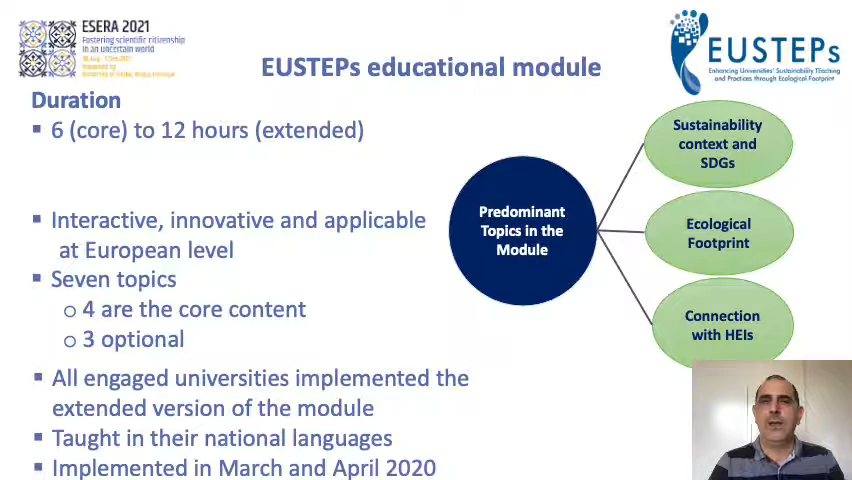 ESERA 2021
Fostering scientific citizenship
in an uncertain world
EUSTEPs
Enhancing Universities' Sustainability Teaching
and Practices through Ecological Footprint
EUSTEPs educational module
Duration
▪ 6 (core) to 12 hours (extended)
▪ Interactive, innovative and applicable
at European level
▪ Seven topics
o 4 are the core content
o 3 optional
▪ All engaged universities implemented the
extended version of the module
▪ Taught in their national languages
▪ Implemented in March and April 2020
Predominant
Topics in the
Module
Sustainability
context and
SDGs
Ecological
Footprint
Connection
with HEIs